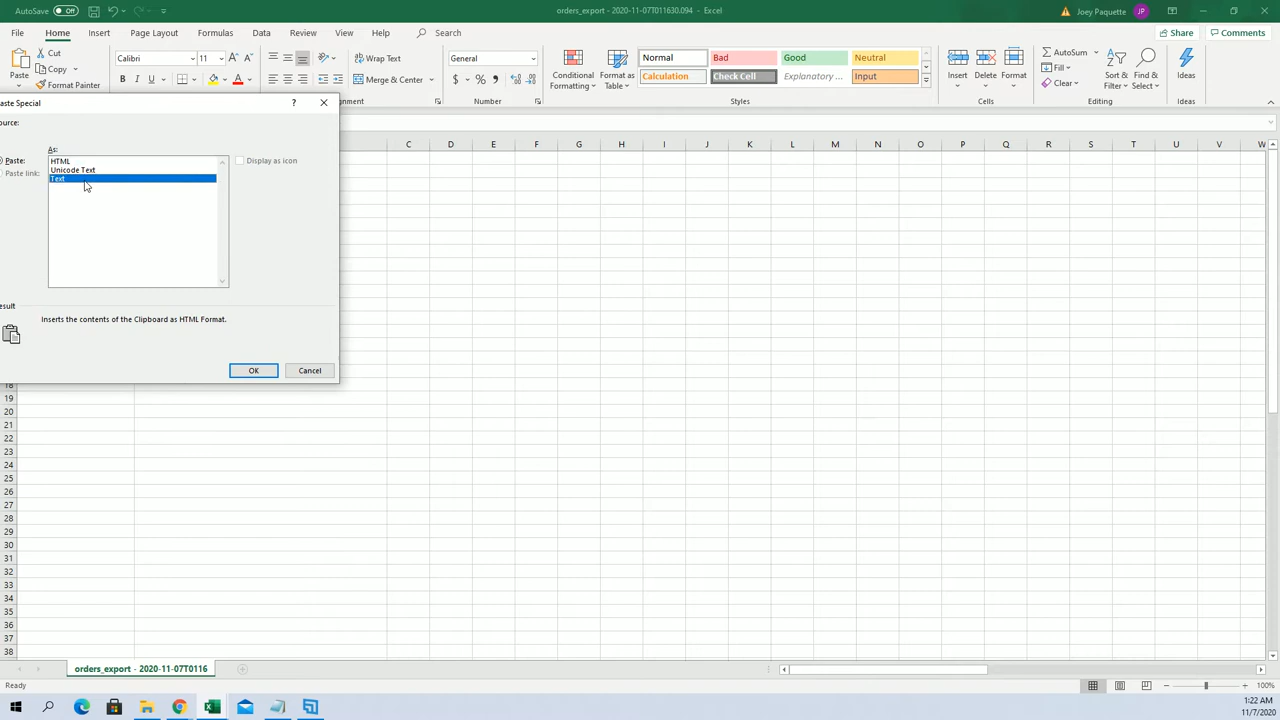 AutoSave Off
orders_export - 2020-11-07T011630.094 - Excel
Joey Paquette JP
File Home Insert Page Layout Formulas Data Review View Help Search Share Comments
Paste
Cut
Copy
Format Painter
Calibri 11
B I U A
General
$ % ,
Wrap Text
Merge & Center
Conditional
Formatting
Format as
Table
Normal Bad Good Neutral
Calculation Check Cell Explanatory ... Input
Insert Delete Format
AutoSum
Fill
Clear
Sort &
Filter
Find &
Select
Ideas
Number Styles Cells Editing Ideas
aste Special ?
ource:
As:
Paste:
Paste link:
HTML
Unicode Text
Text
Display as icon
esult
Inserts the contents of the Clipboard as HTML Format.
OK Cancel
C D E F G H I J K L M N O P Q R S T U V W
18
19
20
21
22
23
24
25
26
27
28
29
30
31
32
33
34
35
36
37
38
orders_export - 2020-11-07T0116
Ready
100%
1:22 AM
11/7/2020